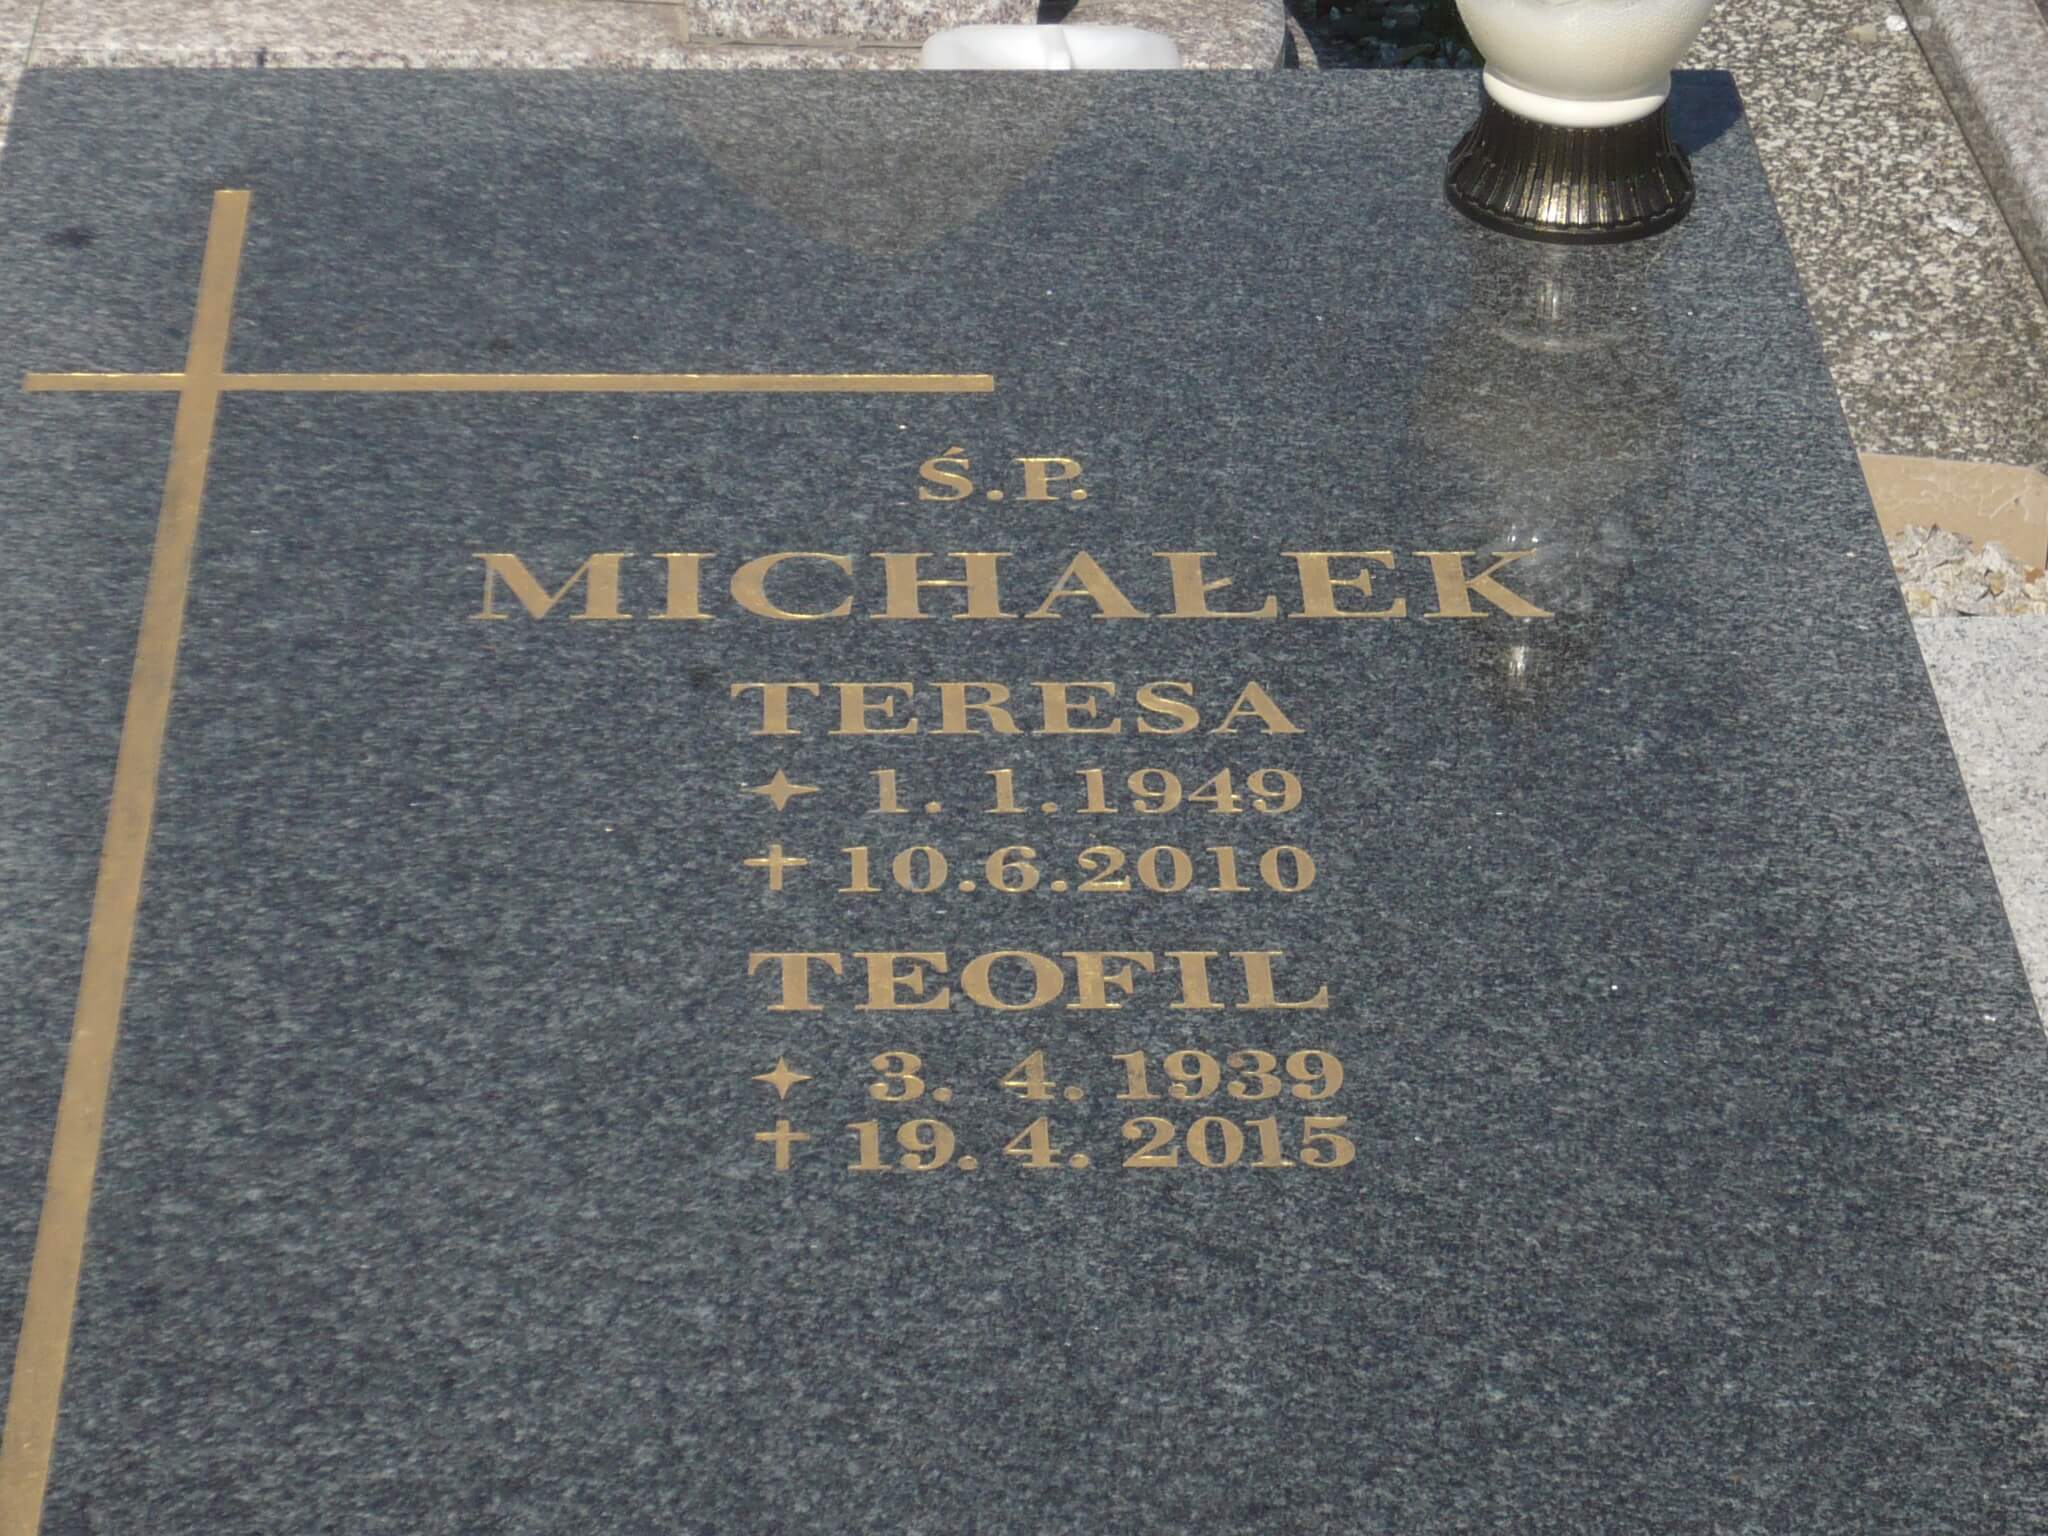 Ś.P.
MICHAŁEK
TERESA
✦ 1. 1.1949
✝ 10.6.2010
TEOFIL
✦ 3. 4. 1939
✝ 19. 4. 2015